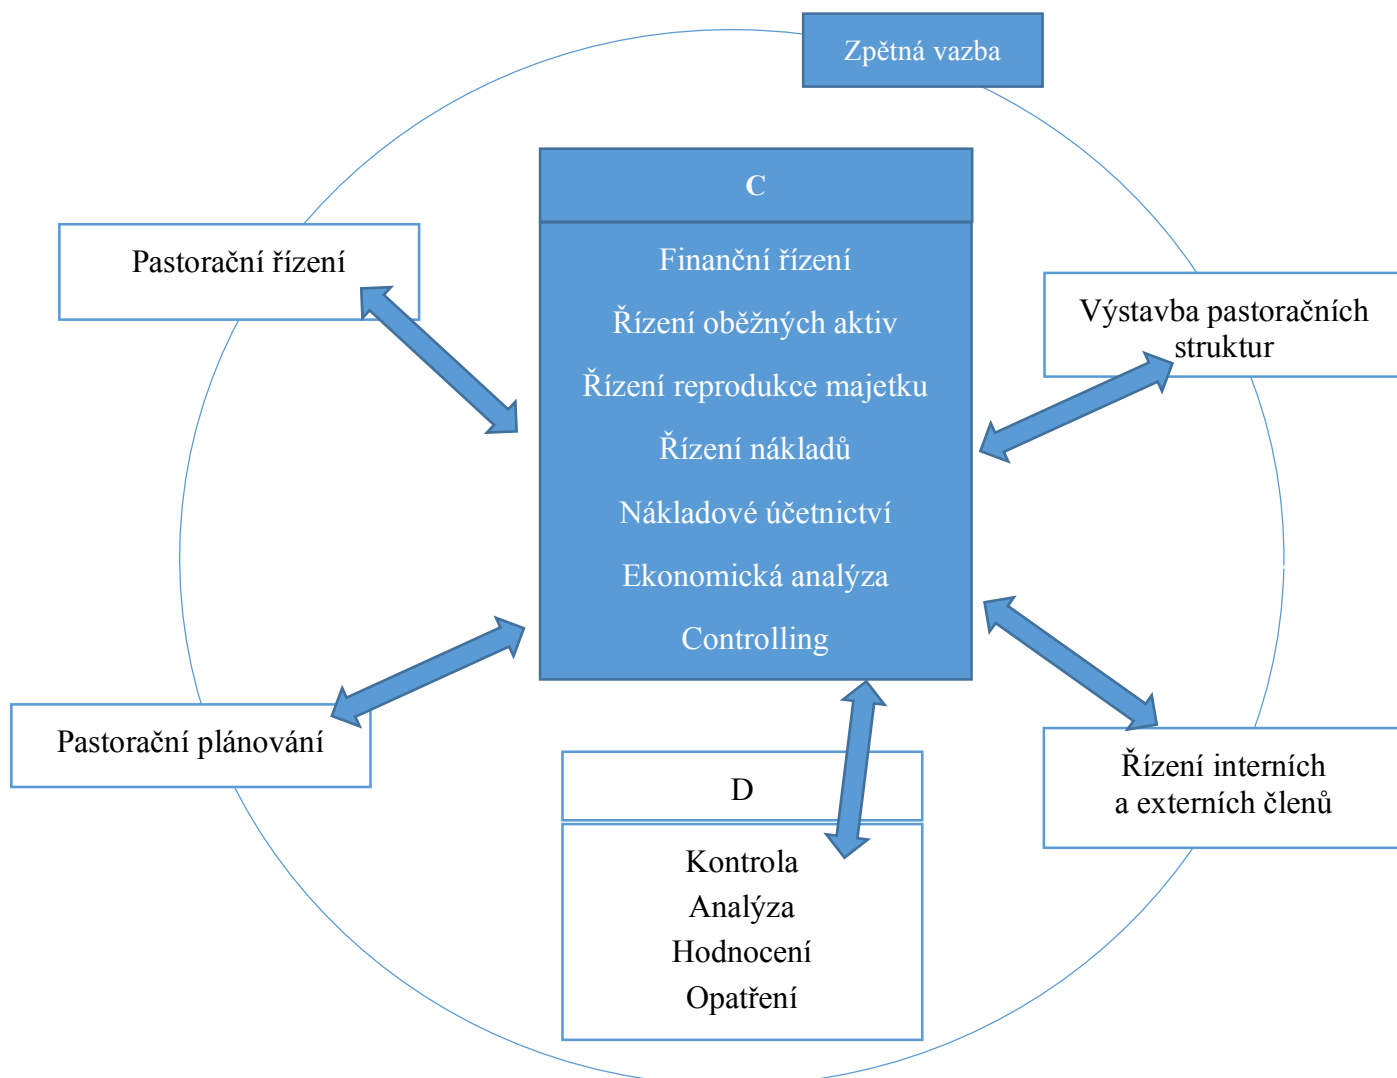 Zpětná vazba
C
Finanční řízení
Řízení oběžných aktiv
Řízení reprodukce majetku
Řízení nákladů
Nákladové účetnictví
Ekonomická analýza
Controlling
Pastorační řízení
Výstavba pastoračních
struktur
Pastorační plánování
Řízení interních
a externích členů
D
Kontrola
Analýza
Hodnocení
Opatření